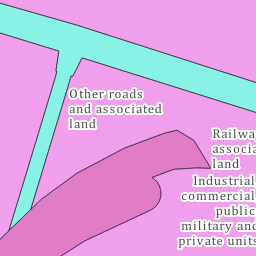 Other roads
and associated
land
Railwa
associa
land
Industrial
commercial
public
military and
private units